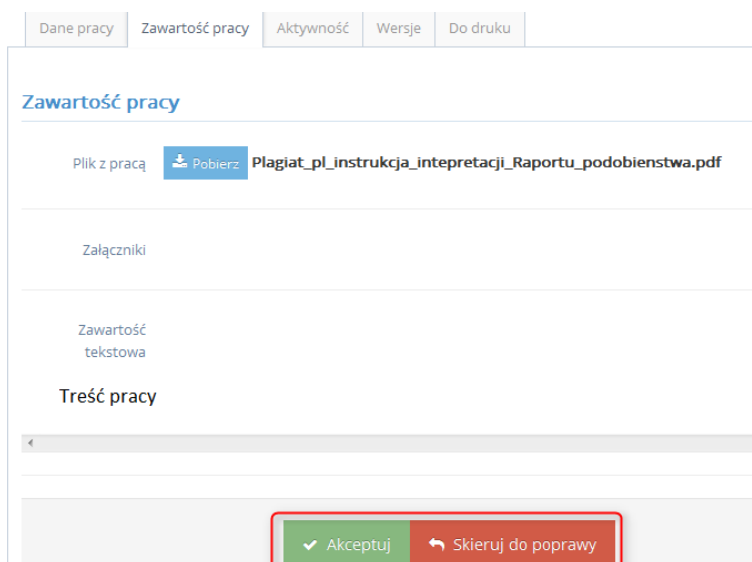 Dane pracy Zawartość pracy Aktywność Wersje Do druku
Zawartość pracy
Plik z pracą Pobierz Plagiat_pl_instrukcja_intepretacji_Raportu_podobienstwa.pdf
Załączniki
Zawartość
tekstowa
Treść pracy
Akceptuj Skieruj do poprawy